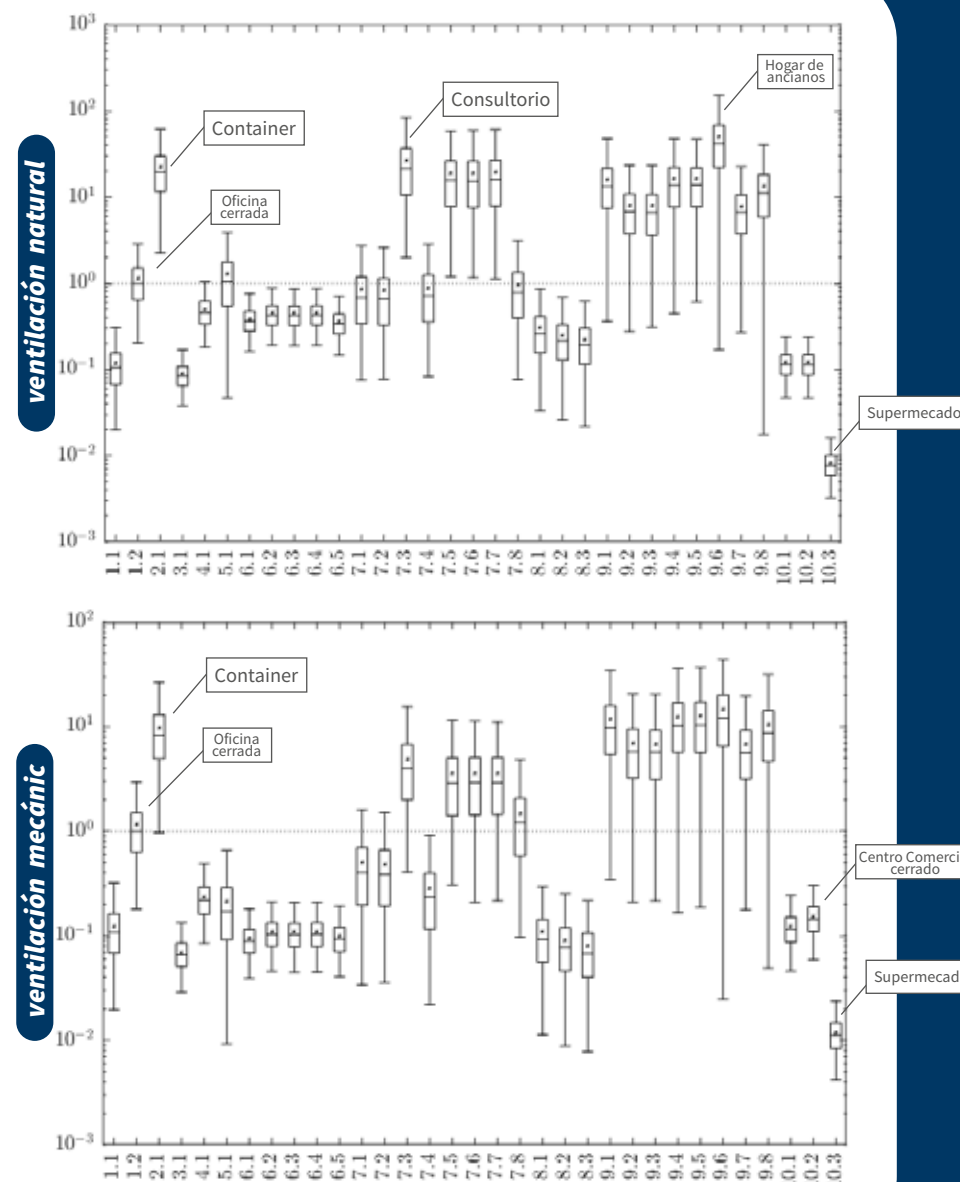 ventilación natural
10³
10²
10¹
10⁰
10⁻¹
10⁻²
10⁻³
Container
Oficina
cerrada
Consultorio
Hogar de
ancianos
Supermecado
1.1 1.2 2.1 3.1 4.1 5.1 6.1 6.2 6.3 6.4 6.5 7.1 7.2 7.3 7.4 7.5 7.6 7.7 7.8 8.1 8.2 8.3 9.1 9.2 9.3 9.4 9.5 9.6 9.7 9.8 10.1 10.2 10.3
ventilación mecánic
10²
10¹
10⁰
10⁻¹
10⁻²
10⁻³
Container
Oficina
cerrada
Centro Comerci
cerrado
Supermecad
1.1 1.2 2.1 3.1 4.1 5.1 6.1 6.2 6.3 6.4 6.5 7.1 7.2 7.3 7.4 7.5 7.6 7.7 7.8 8.1 8.2 8.3 9.1 9.2 9.3 9.4 9.5 9.6 9.7 9.8 0.1 0.2 0.3